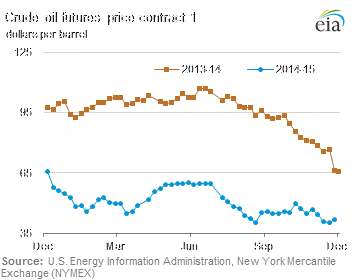 Crude oil futures price contract 1
dollars per barrel
eia
125
2013-14
2014-15
95
65
35
Dec
Mar
Jun
Sep
Dec
Source: U.S. Energy Information Administration, New York Mercantile
Exchange (NYMEX)